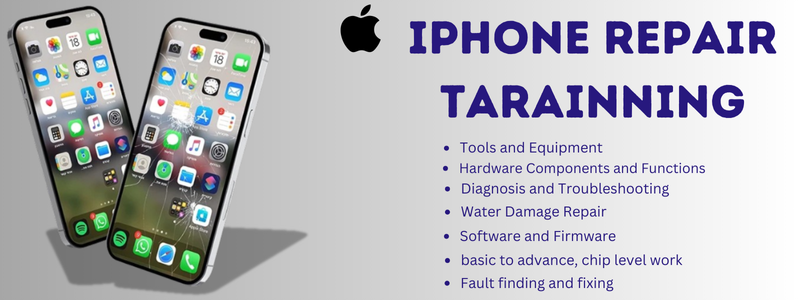 IPHONE REPAIR
TARAINNING
• Tools and Equipment
• Hardware Components and Functions
• Diagnosis and Troubleshooting
• Water Damage Repair
• Software and Firmware
• basic to advance, chip level work
• Fault finding and fixing